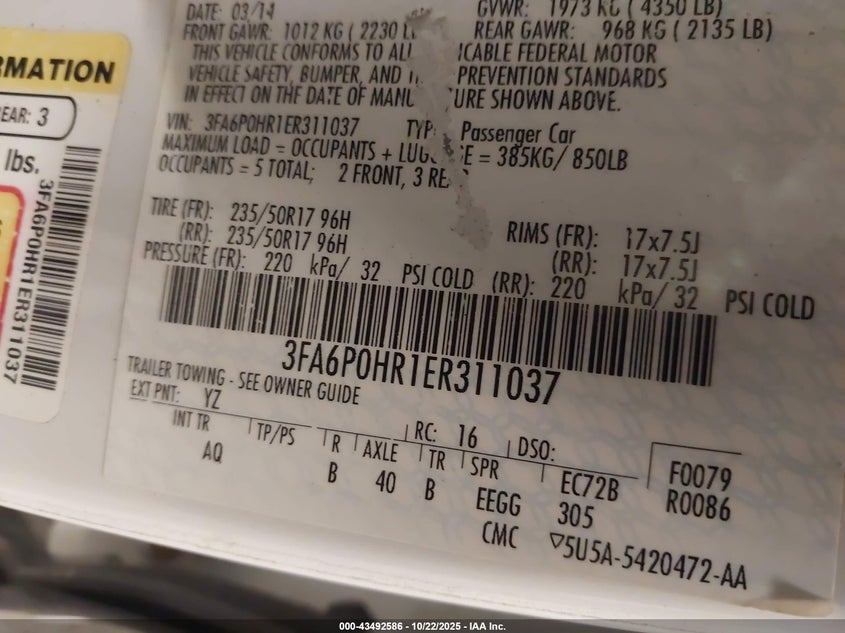 DATE: 03/14
GVWR: 1973 KG ( 4350 LB)
FRONT GAWR: 1012 KG ( 2230 L
REAR GAWR: 968 KG ( 2135 LB)
THIS VEHICLE CONFORMS TO ALL ICABLE FEDERAL MOTOR
VEHICLE SAFETY, BUMPER, AND PREVENTION STANDARDS
IN EFFECT ON THE DATE OF MANU TURE SHOWN ABOVE.
VIN: 3FA6P0HR1ER311037 TYP Passenger Car
MAXIMUM LOAD = OCCUPANTS + LUG E = 385KG/ 850LB
OCCUPANTS = 5 TOTAL; 2 FRONT, 3 RE
TIRE (FR): 235/50R17 96H RIMS (FR): 17x7.5J
(RR): 235/50R17 96H (RR): 17x7.5J
PRESSURE (FR): 220 kPa/ 32 PSI COLD (RR): 220 kPa/ 32 PSI COLD
3FA6P0HR1ER311037
TRAILER TOWING - SEE OWNER GUIDE
EXT PNT: YZ RC: 16 DSO: F0079
INT TR TP/PS R AXLE TR SPR EC72B R0086
AQ B 40 B EEGG 305
CMC ▽5U5A-5420472-AA
RMATION
EAR: 3
lbs.
3FA6P0HR1ER311037
000-43492586 - 10/22/2025 - IAA Inc.